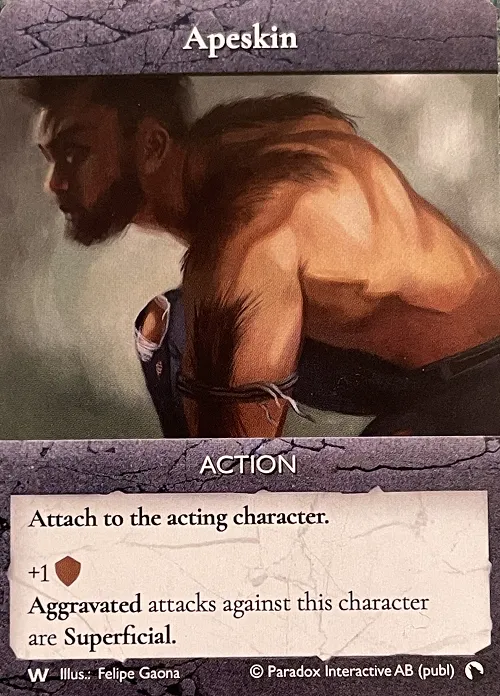 Apeskin
ACTION
Attach to the acting character.
+1
Aggravated attacks against this character
are Superficial.
W Illus.: Felipe Gaona © Paradox Interactive AB (publ)